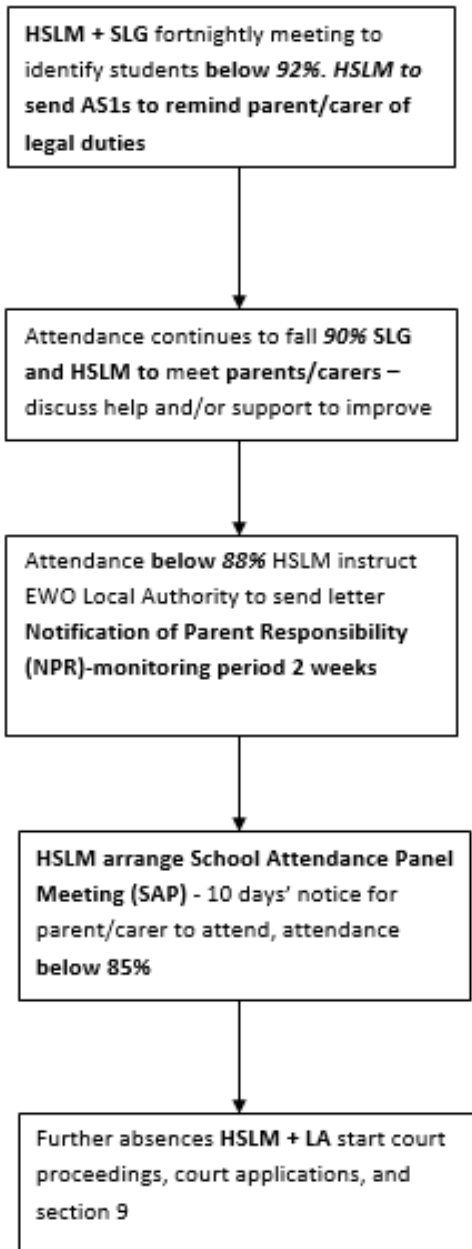 HSLM + SLG fortnightly meeting to
identify students below 92%. HSLM to
send AS1s to remind parent/carer of
legal duties
Attendance continues to fall 90% SLG
and HSLM to meet parents/carers –
discuss help and/or support to improve
Attendance below 88% HSLM instruct
EWO Local Authority to send letter
Notification of Parent Responsibility
(NPR)-monitoring period 2 weeks
HSLM arrange School Attendance Panel
Meeting (SAP) - 10 days’ notice for
parent/carer to attend, attendance
below 85%
Further absences HSLM + LA start court
proceedings, court applications, and
section 9